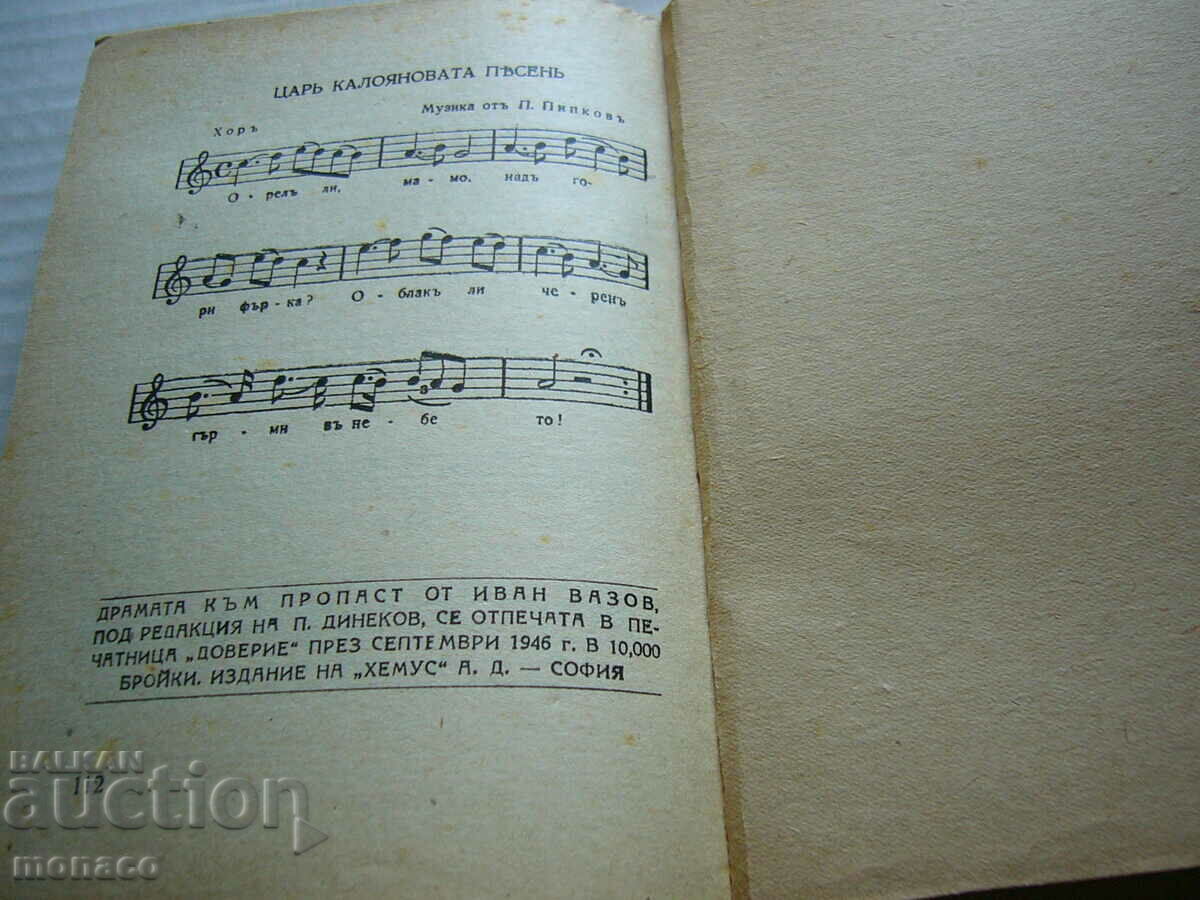 ЦАРЬ КАЛОЯНОВАТА ПѢСЕНЬ
Музика отъ П. Пипковъ
Хоръ
О - релъ ли, ма - мо, надъ го-
ри фър-ка? О - блакъ ли че - ренъ
гър - ми въ не - бе то!
3
ДРАМАТА КЪМ ПРОПАСТ ОТ ИВАН ВАЗОВ,
ПОД РЕДАКЦИЯ НА П. ДИНЕКОВ, СЕ ОТПЕЧАТА В ПЕ-
ЧАТНИЦА „ДОВЕРИЕ" ПРЕЗ СЕПТЕМВРИ 1946 г. В 10,000
БРОЙКИ. ИЗДАНИЕ НА „ХЕМУС" А. Д. — СОФИЯ
112
BALKAN
auction
monaco